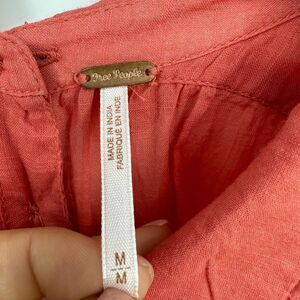 Free People
MADE IN INDIA
FABRIQUÉ EN INDE
M
M